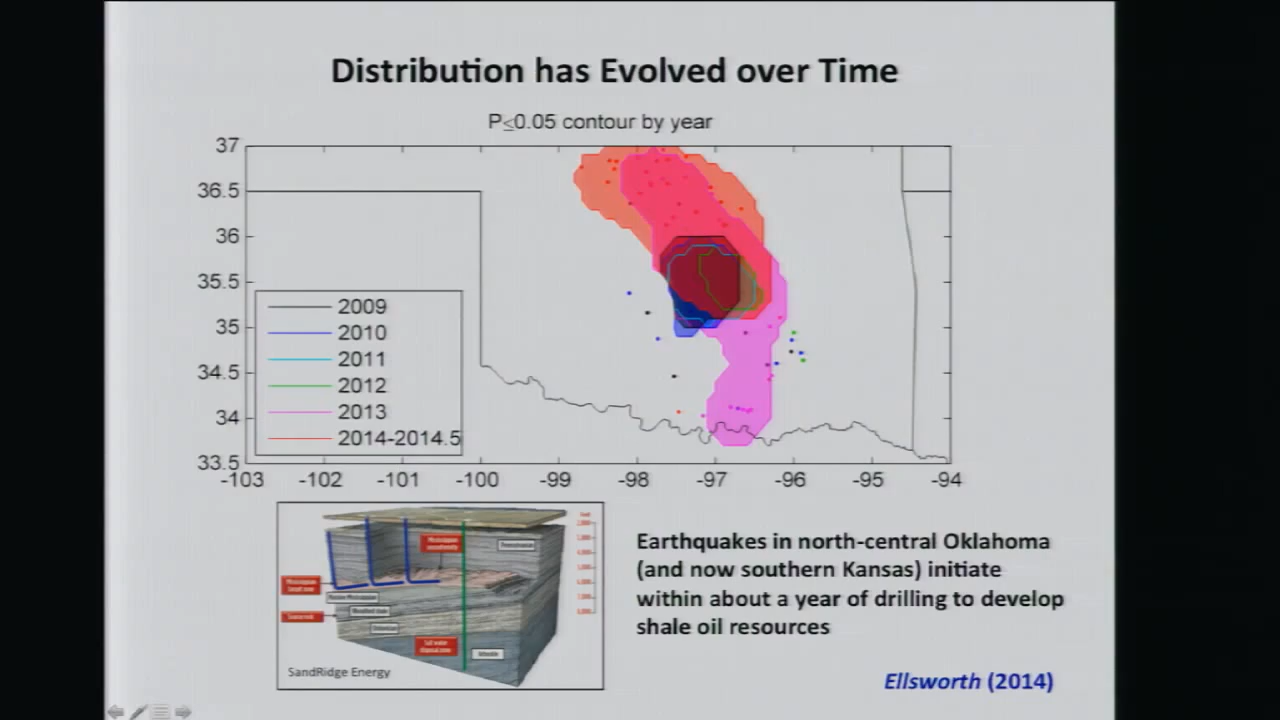 Distribution has Evolved over Time
P≤0.05 contour by year
37
36.5
36
35.5
35
34.5
34
33.5
-103 -102 -101 -100 -99 -98 -97 -96 -95 -94
2009
2010
2011
2012
2013
2014-2014.5
Earthquakes in north-central Oklahoma
(and now southern Kansas) initiate
within about a year of drilling to develop
shale oil resources
SandRidge Energy
Ellsworth (2014)